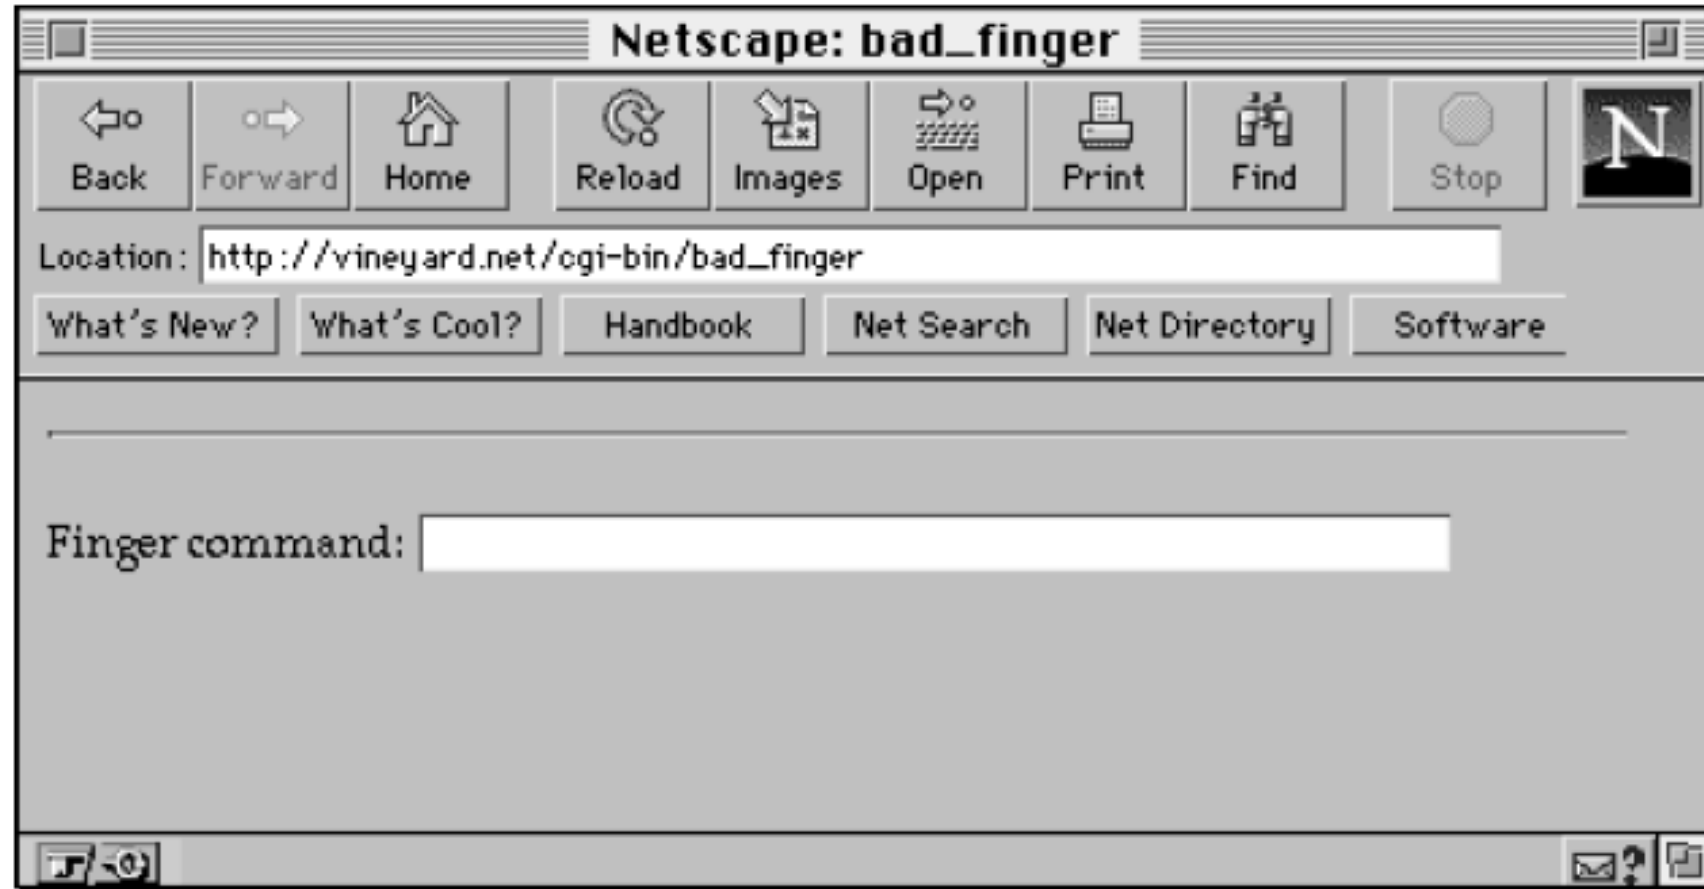 Netscape: bad_finger
Back Forward Home Reload Images Open Print Find Stop N
Location: http://vineyard.net/cgi-bin/bad_finger
What's New? What's Cool? Handbook Net Search Net Directory Software
Finger command:
?